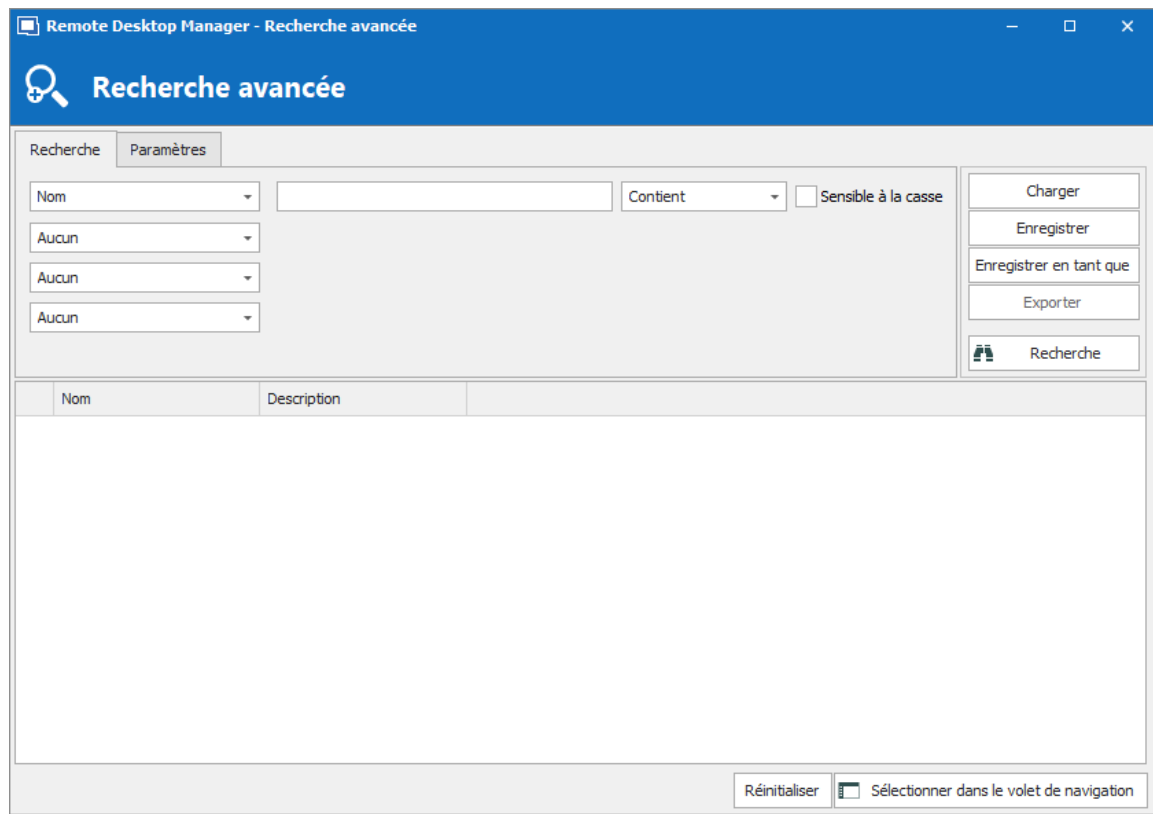 Remote Desktop Manager - Recherche avancée
Recherche avancée
Recherche Paramètres
Nom Contient Sensible à la casse
Aucun
Aucun
Aucun
Charger
Enregistrer
Enregistrer en tant que
Exporter
Recherche
Nom Description
Réinitialiser Sélectionner dans le volet de navigation